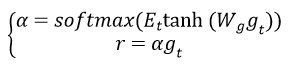 α = softmax(E_t tanh (W_g g_t))
r = αg_t